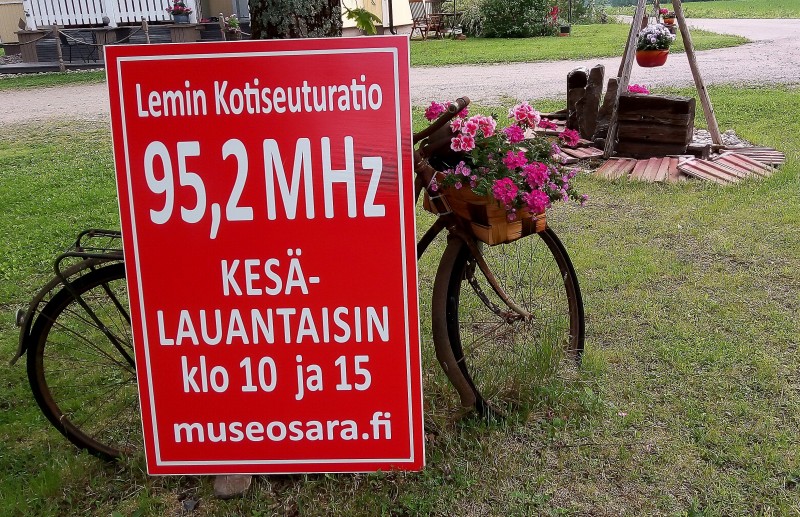 Lemin Kotiseuturatio
95,2 MHz
KESÄ-
LAUANTAISIN
klo 10 ja 15
museosara.fi